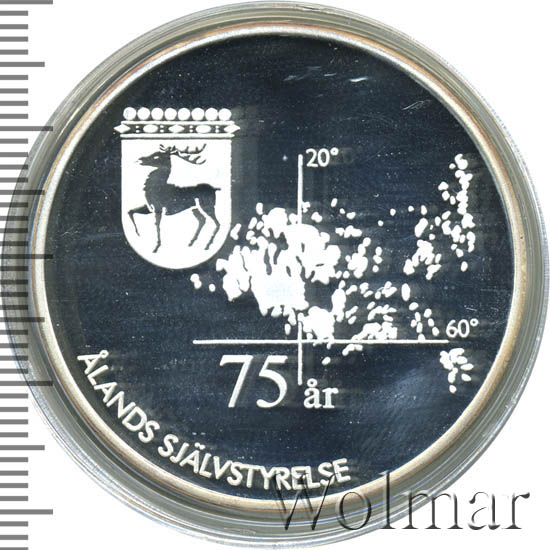 20°
60°
75 år
ÅLANDS SJÄLVSTYRELSE
Wolmar